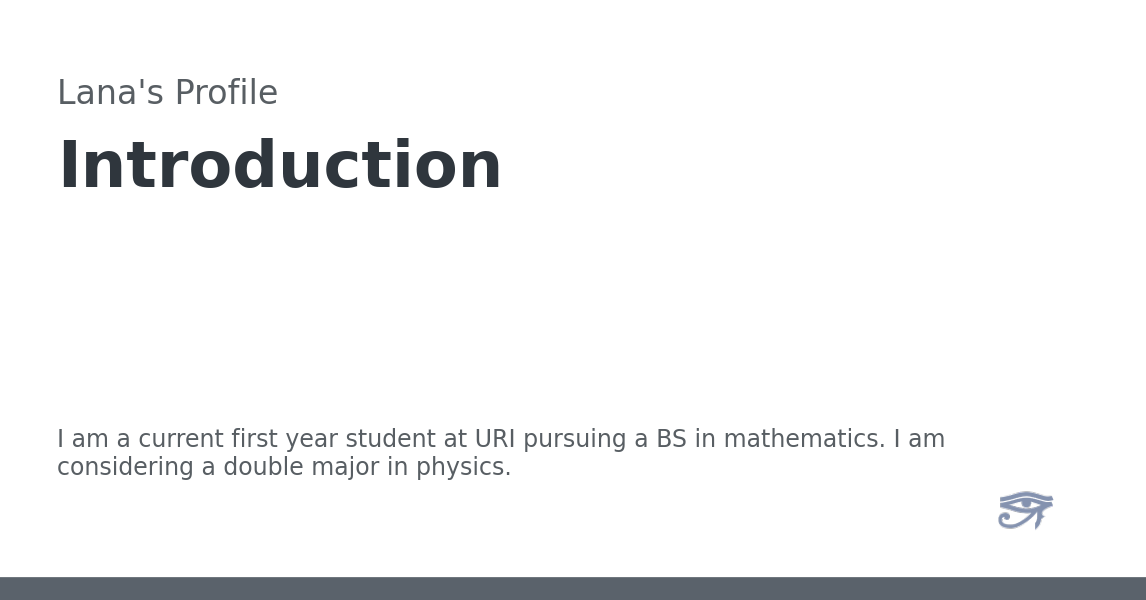 Lana's Profile
Introduction
I am a current first year student at URI pursuing a BS in mathematics. I am
considering a double major in physics.